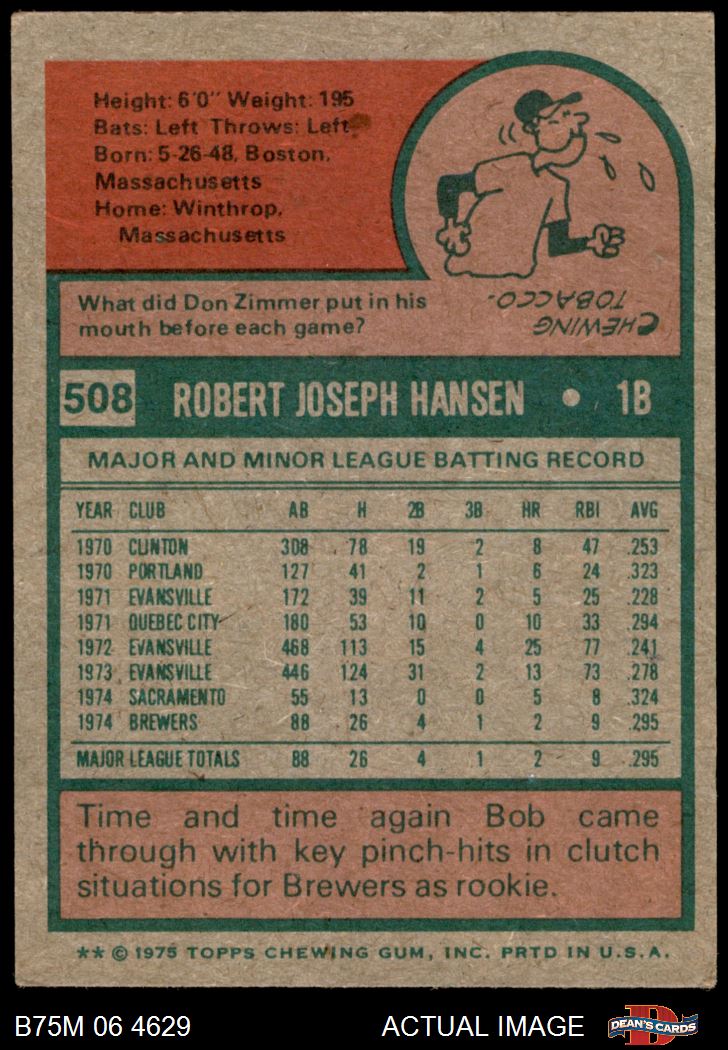 Height: 6'0" Weight: 195
Bats: Left Throws: Left
Born: 5-26-48, Boston,
Massachusetts
Home: Winthrop,
Massachusetts
What did Don Zimmer put in his
mouth before each game?
CHEWING
TOBACCO.
508 ROBERT JOSEPH HANSEN • 1B
MAJOR AND MINOR LEAGUE BATTING RECORD
YEAR CLUB AB H 2B 3B HR RBI AVG
1970 CLINTON 308 78 19 2 8 47 .253
1970 PORTLAND 127 41 2 1 6 24 .323
1971 EVANSVILLE 172 39 11 2 5 25 .228
1971 QUEBEC CITY 180 53 10 0 10 33 .294
1972 EVANSVILLE 468 113 15 4 25 77 .241
1973 EVANSVILLE 446 124 31 2 13 73 .278
1974 SACRAMENTO 55 13 0 0 5 8 .324
1974 BREWERS 88 26 4 1 2 9 .295
MAJOR LEAGUE TOTALS 88 26 4 1 2 9 .295
Time and time again Bob came
through with key pinch-hits in clutch
situations for Brewers as rookie.
** © 1975 TOPPS CHEWING GUM, INC. PRTD IN U.S.A.
B75M 06 4629 ACTUAL IMAGE DEAN'S CARDS